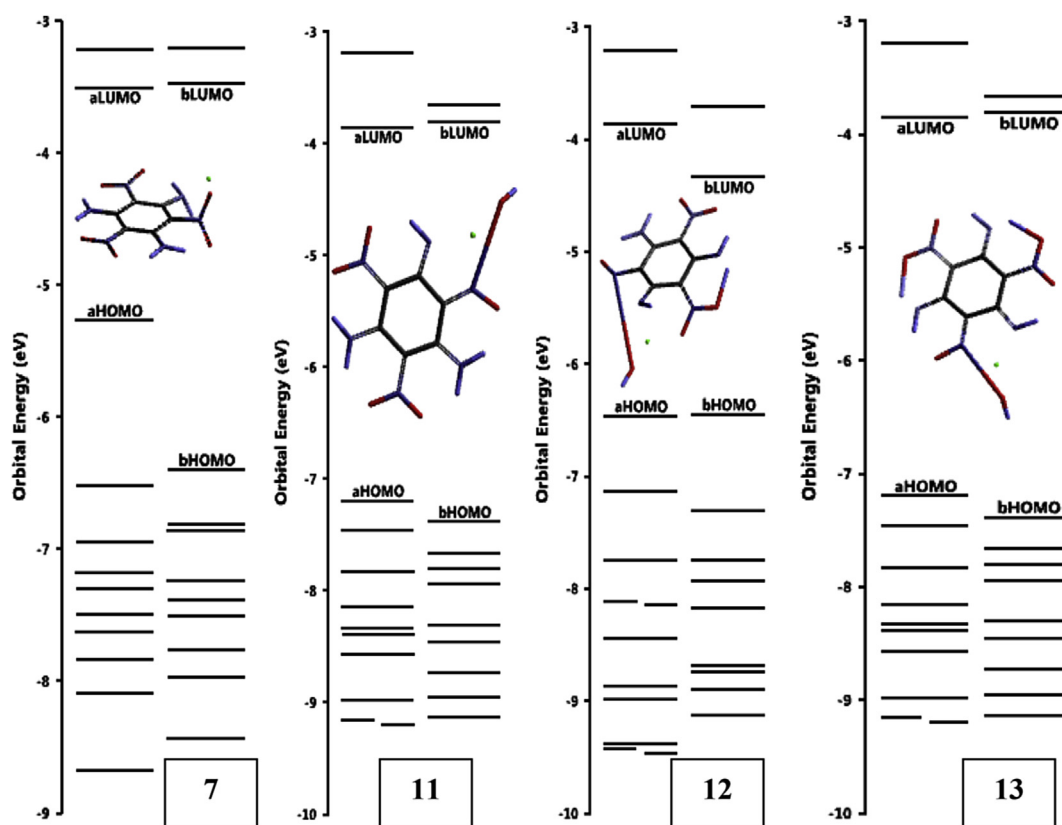 Orbital Energy (eV)
-3
-4
-5
-6
-7
-8
-9
aLUMO
bLUMO
aHOMO
bHOMO
7
Orbital Energy (eV)
-3
-4
-5
-6
-7
-8
-9
-10
aLUMO
bLUMO
aHOMO
bHOMO
11
Orbital Energy (eV)
-3
-4
-5
-6
-7
-8
-9
-10
aLUMO
bLUMO
aHOMO
bHOMO
12
Orbital Energy (eV)
-3
-4
-5
-6
-7
-8
-9
-10
aLUMO
bLUMO
aHOMO
bHOMO
13